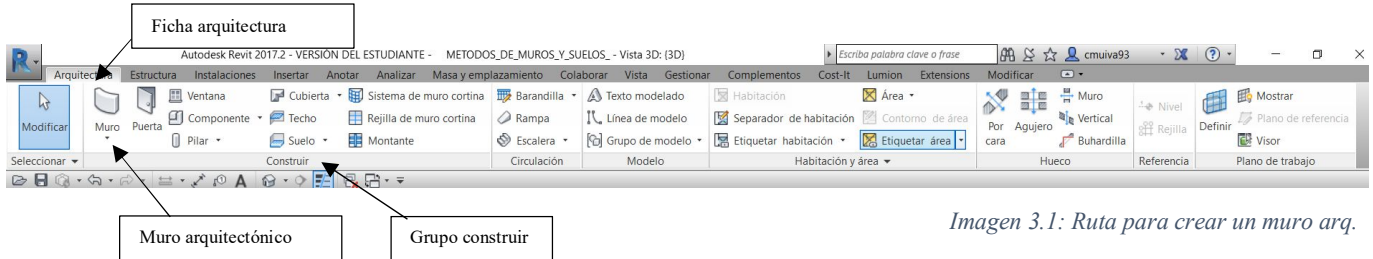 Ficha arquitectura
Autodesk Revit 2017.2 - VERSIÓN DEL ESTUDIANTE - METODOS_DE_MUROS_Y_SUELOS_ - Vista 3D: {3D}
Escriba palabra clave o frase
cmuiva93
Arquitectura Estructura Instalaciones Insertar Anotar Analizar Masa y emplazamiento Colaborar Vista Gestionar Complementos Cost-It Lumion Extensions Modificar
Modificar
Muro
Puerta
Ventana
Componente
Pilar
Cubierta
Techo
Suelo
Sistema de muro cortina
Rejilla de muro cortina
Montante
Barandilla
Rampa
Escalera
Texto modelado
Línea de modelo
Grupo de modelo
Habitación
Separador de habitación
Etiquetar habitación
Área
Contorno de área
Etiquetar área
Por cara
Agujero
Muro
Vertical
Buhardilla
Nivel
Rejilla
Definir
Mostrar
Plano de referencia
Visor
Seleccionar Construir Circulación Modelo Habitación y área Hueco Referencia Plano de trabajo
Muro arquitectónico
Grupo construir
Imagen 3.1: Ruta para crear un muro arq.